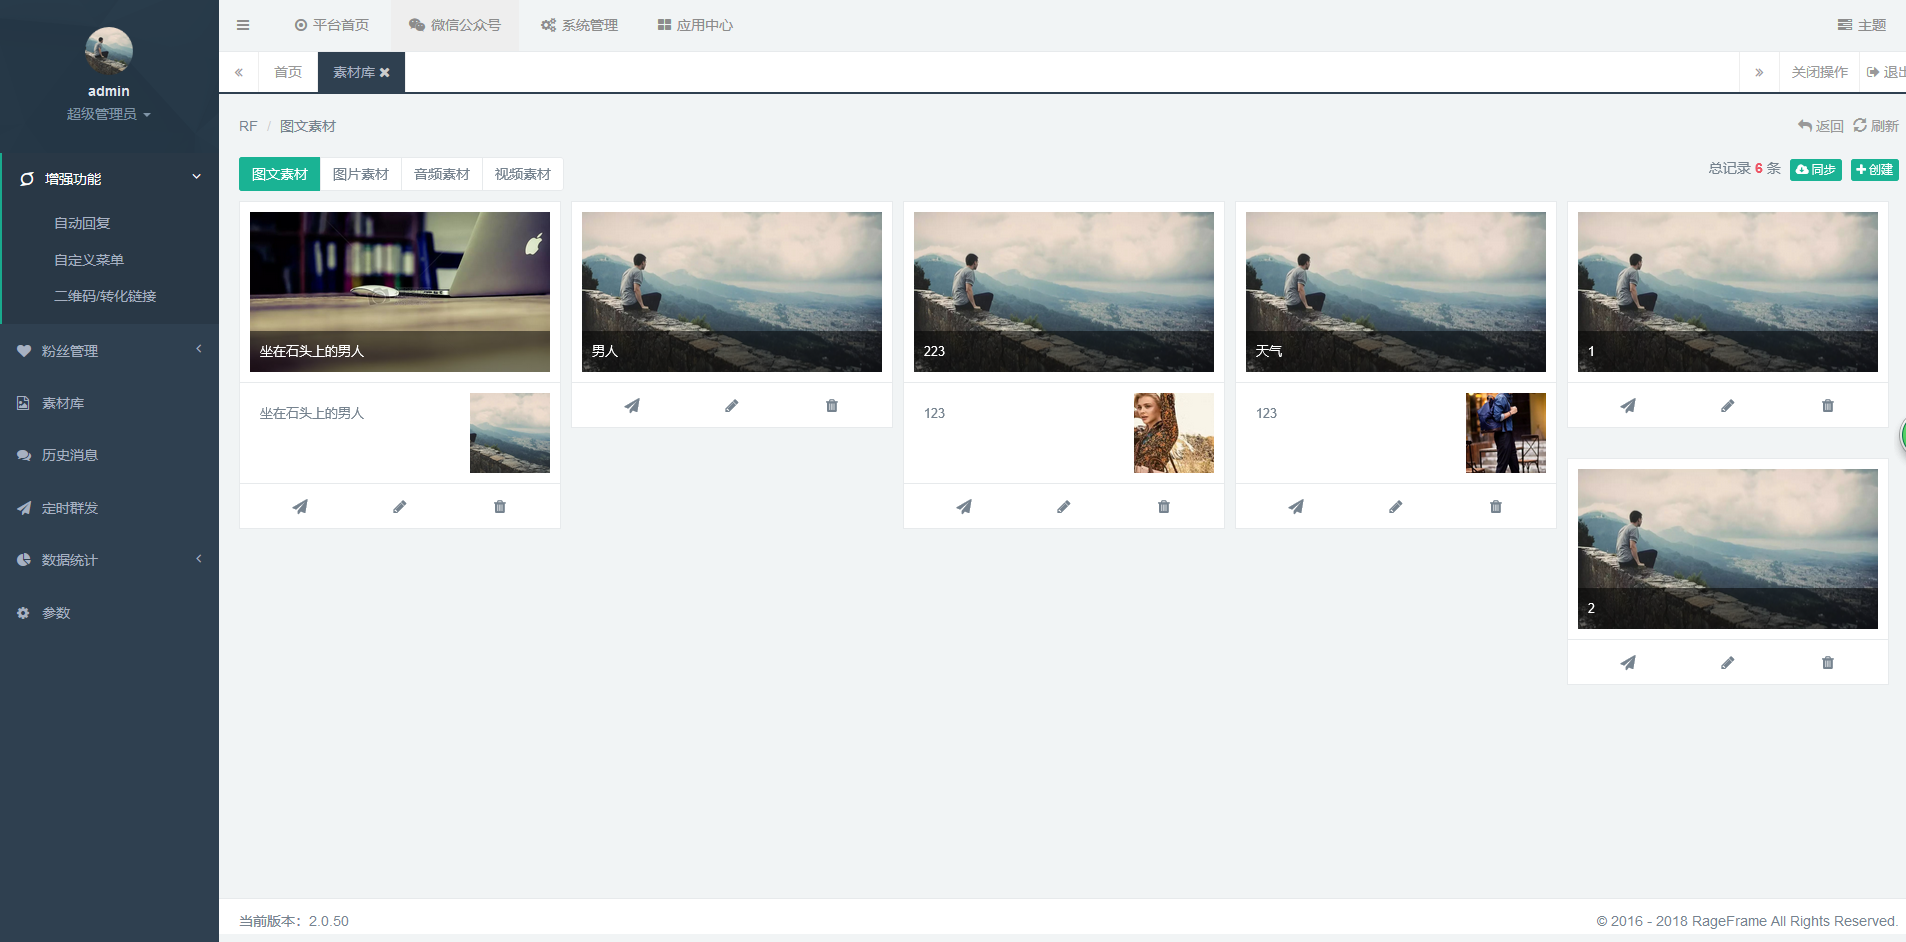 admin
超级管理员
增强功能
自动回复
自定义菜单
二维码/转化链接
粉丝管理
素材库
历史消息
定时群发
数据统计
参数
平台首页
微信公众号
系统管理
应用中心
主题
首页
素材库
关闭操作
退出
RF / 图文素材
返回
刷新
图文素材
图片素材
音频素材
视频素材
总记录 6 条
同步
创建
坐在石头上的男人
坐在石头上的男人
男人
223
123
天气
123
1
2
当前版本：2.0.50
© 2016 - 2018 RageFrame All Rights Reserved.